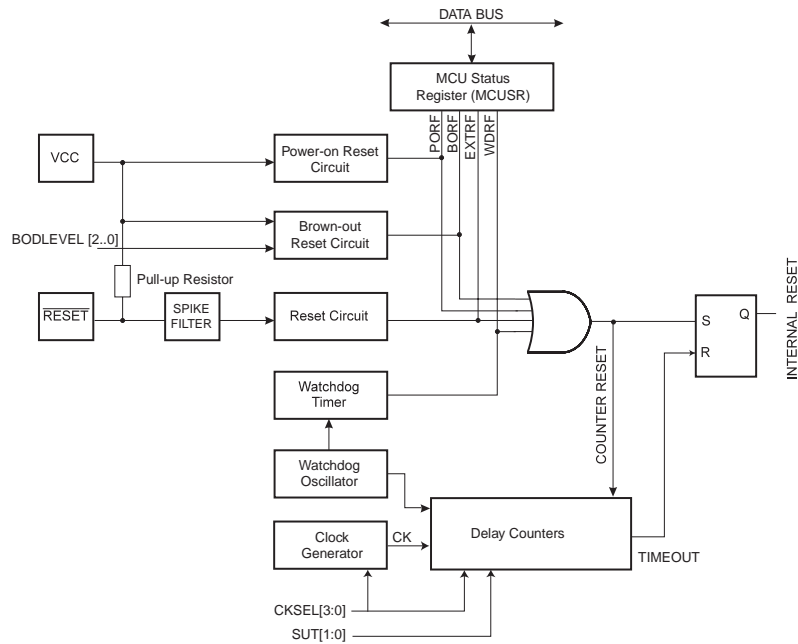 DATA BUS
MCU Status
Register (MCUSR)
PORF
BORF
EXTRF
WDRF
VCC
Power-on Reset
Circuit
BODLEVEL [2..0]
Brown-out
Reset Circuit
Pull-up Resistor
RESET
SPIKE
FILTER
Reset Circuit
S
Q
R
INTERNAL RESET
COUNTER RESET
Watchdog
Timer
Watchdog
Oscillator
Clock
Generator
CK
Delay Counters
TIMEOUT
CKSEL[3:0]
SUT[1:0]